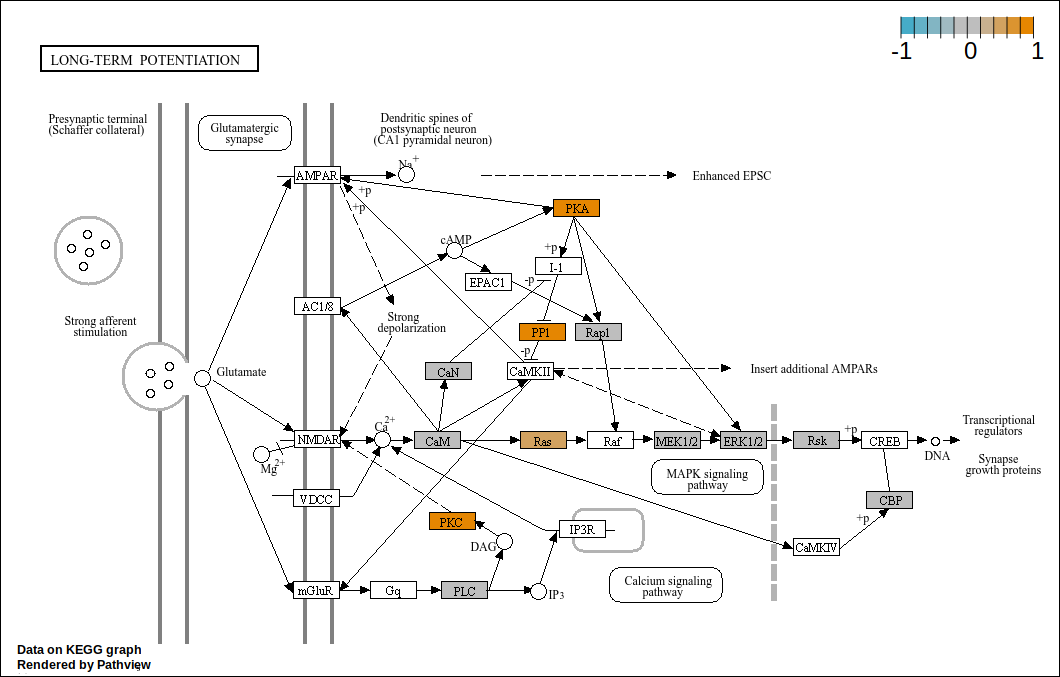 -1 0 1
LONG-TERM POTENTIATION
Presynaptic terminal
(Schaffer collateral)
Glutamatergic
synapse
Dendritic spines of
postsynaptic neuron
(CA1 pyramidal neuron)
Na+
AMPAR
+p
+p
Enhanced EPSC
PKA
cAMP
+p
I-1
EPAC1
-p
AC1/8
Strong
depolarization
Strong afferent
stimulation
PP1
Rap1
-p
Glutamate
CaN
CaMKII
Insert additional AMPARs
NMDAR
Ca2+
CaM
Ras
Raf
MEK1/2
ERK1/2
Rsk
+p
CREB
DNA
Transcriptional
regulators
Synapse
growth proteins
Mg2+
MAPK signaling
pathway
VDCC
CBP
+p
PKC
IP3R
DAG
CaMKIV
mGluR
Gq
PLC
IP3
Calcium signaling
pathway
Data on KEGG graph
Rendered by Pathview